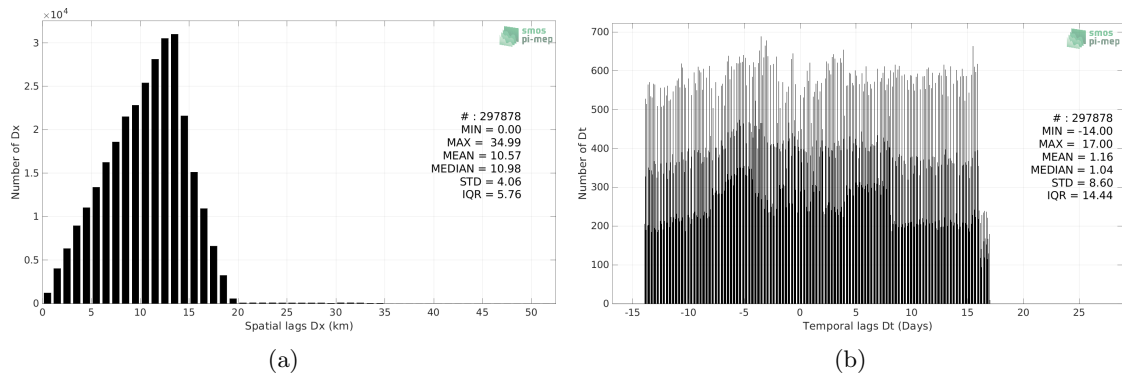 ×10⁴
3
2.5
2
1.5
1
0.5
0
Number of Dx
smos
pi-mep
# : 297878
MIN = 0.00
MAX = 34.99
MEAN = 10.57
MEDIAN = 10.98
STD = 4.06
IQR = 5.76
0 5 10 15 20 25 30 35 40 45 50
Spatial lags Dx (km)
(a)
700
600
500
400
300
200
100
0
Number of Dt
smos
pi-mep
# : 297878
MIN = -14.00
MAX = 17.00
MEAN = 1.16
MEDIAN = 1.04
STD = 8.60
IQR = 14.44
-15 -10 -5 0 5 10 15 20 25
Temporal lags Dt (Days)
(b)